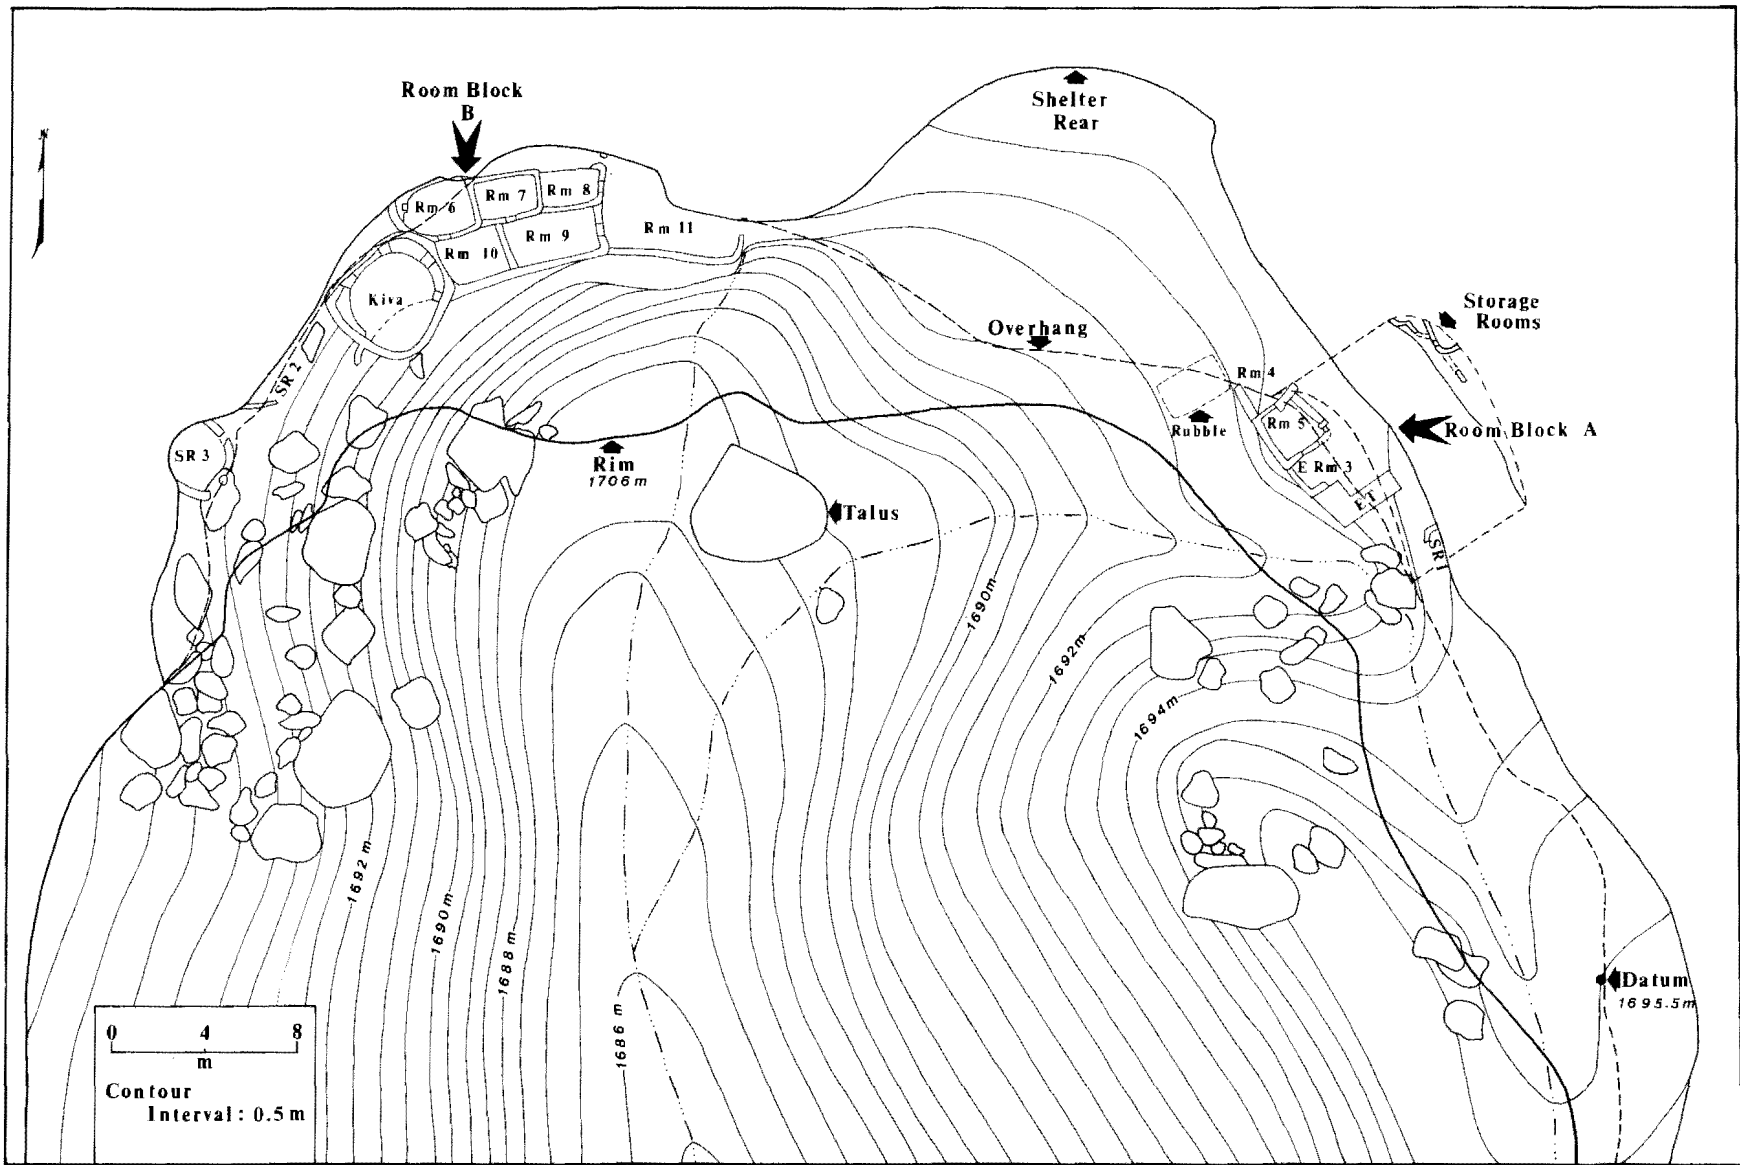 Room Block
B
Shelter
Rear
N
Rm 6
Rm 7
Rm 8
Rm 10
Rm 9
Rm 11
Kiva
SR 2
SR 3
Storage
Rooms
Overhang
Rm 4
Rm 5
Rubble
E Rm 3
Room Block A
E T
SR 1
Rim
1706 m
Talus
1690m
1692m
1694m
1692 m
1690m
1688 m
1686 m
Datum
1695.5m
0 4 8
m
Contour
Interval: 0.5 m